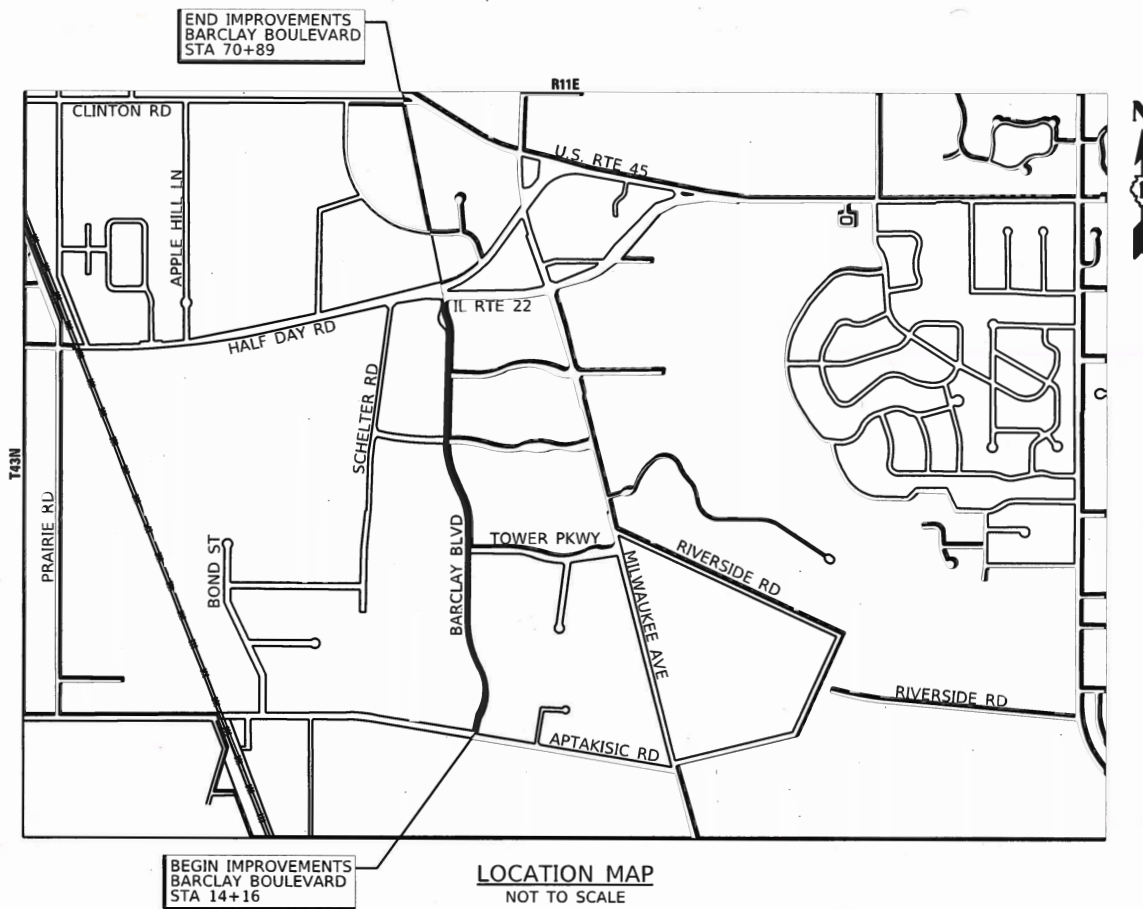 END IMPROVEMENTS
BARCLAY BOULEVARD
STA 70+89
R11E
N
CLINTON RD
U.S. RTE 45
APPLE HILL LN
IL RTE 22
HALF DAY RD
SCHELTER RD
T43N
PRAIRIE RD
BOND ST
BARCLAY BLVD
TOWER PKWY
RIVERSIDE RD
MILWAUKEE AVE
RIVERSIDE RD
APTAKISIC RD
BEGIN IMPROVEMENTS
BARCLAY BOULEVARD
STA 14+16
LOCATION MAP
NOT TO SCALE